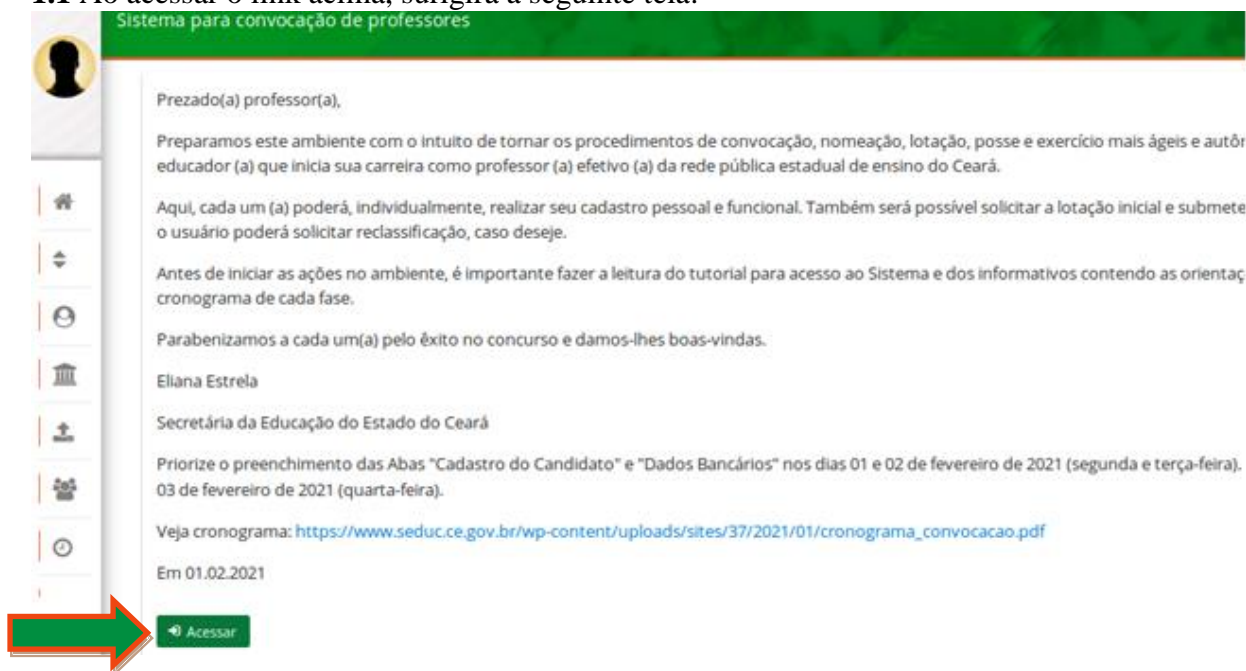 1.1 Ao acessar o link acima, surigirá a seguinte tela:
Sistema para convocação de professores
Prezado(a) professor(a),
Preparamos este ambiente com o intuito de tornar os procedimentos de convocação, nomeação, lotação, posse e exercício mais ágeis e autôn
educador (a) que inicia sua carreira como professor (a) efetivo (a) da rede pública estadual de ensino do Ceará.
Aqui, cada um (a) poderá, individualmente, realizar seu cadastro pessoal e funcional. Também será possível solicitar a lotação inicial e submete
o usuário poderá solicitar reclassificação, caso deseje.
Antes de iniciar as ações no ambiente, é importante fazer a leitura do tutorial para acesso ao Sistema e dos informativos contendo as orientaç
cronograma de cada fase.
Parabenizamos a cada um(a) pelo êxito no concurso e damos-lhes boas-vindas.
Eliana Estrela
Secretária da Educação do Estado do Ceará
Priorize o preenchimento das Abas "Cadastro do Candidato" e "Dados Bancários" nos dias 01 e 02 de fevereiro de 2021 (segunda e terça-feira).
03 de fevereiro de 2021 (quarta-feira).
Veja cronograma: https://www.seduc.ce.gov.br/wp-content/uploads/sites/37/2021/01/cronograma_convocacao.pdf
Em 01.02.2021
Acessar